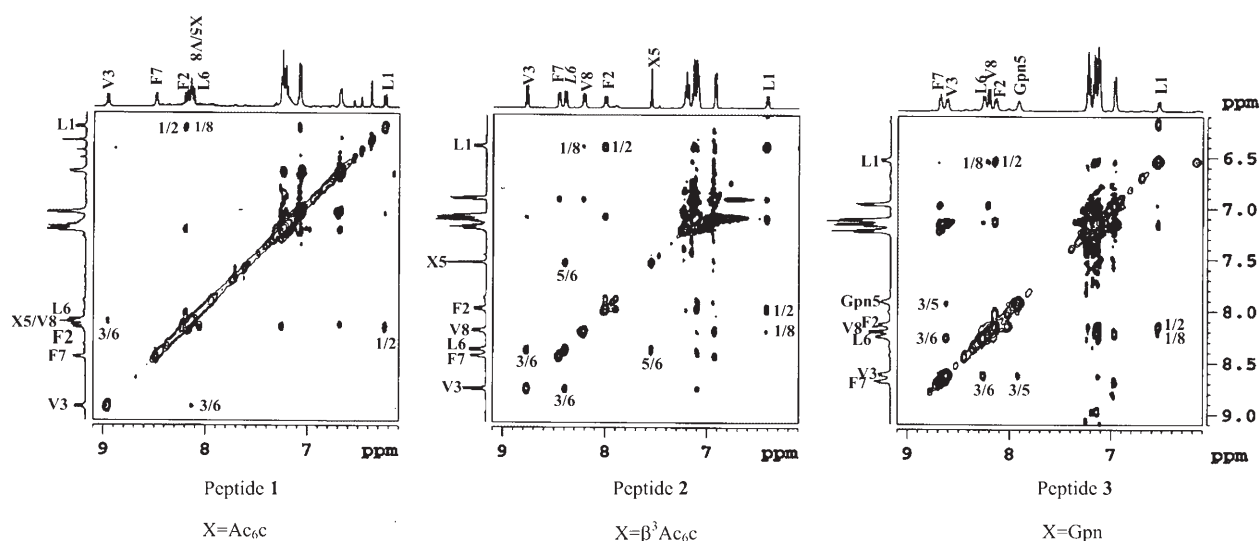 V3 F7 F2 X5/V8 L6 L1
L1
X5/V8 L6
F2
F7
V3
1/2 1/8
3/6
1/2
3/6
9 8 7 ppm
Peptide 1
X=Ac₆c
V3 F7 L6 V8 F2 X5 L1
L1
X5
F2
V8
L6
F7
V3
1/8 1/2
5/6
1/2
1/8
3/6 5/6
3/6
9 8 7 ppm
Peptide 2
X=β³Ac₆c
F7 V3 L6 V8 F2 Gpn5 L1
L1
Gpn5
V8 F2
L6
V3
F7
1/8 1/2
3/5
3/6
1/2
1/8
3/6 3/5
ppm
6.5
7.0
7.5
8.0
8.5
9.0
9 8 7 ppm
Peptide 3
X=Gpn